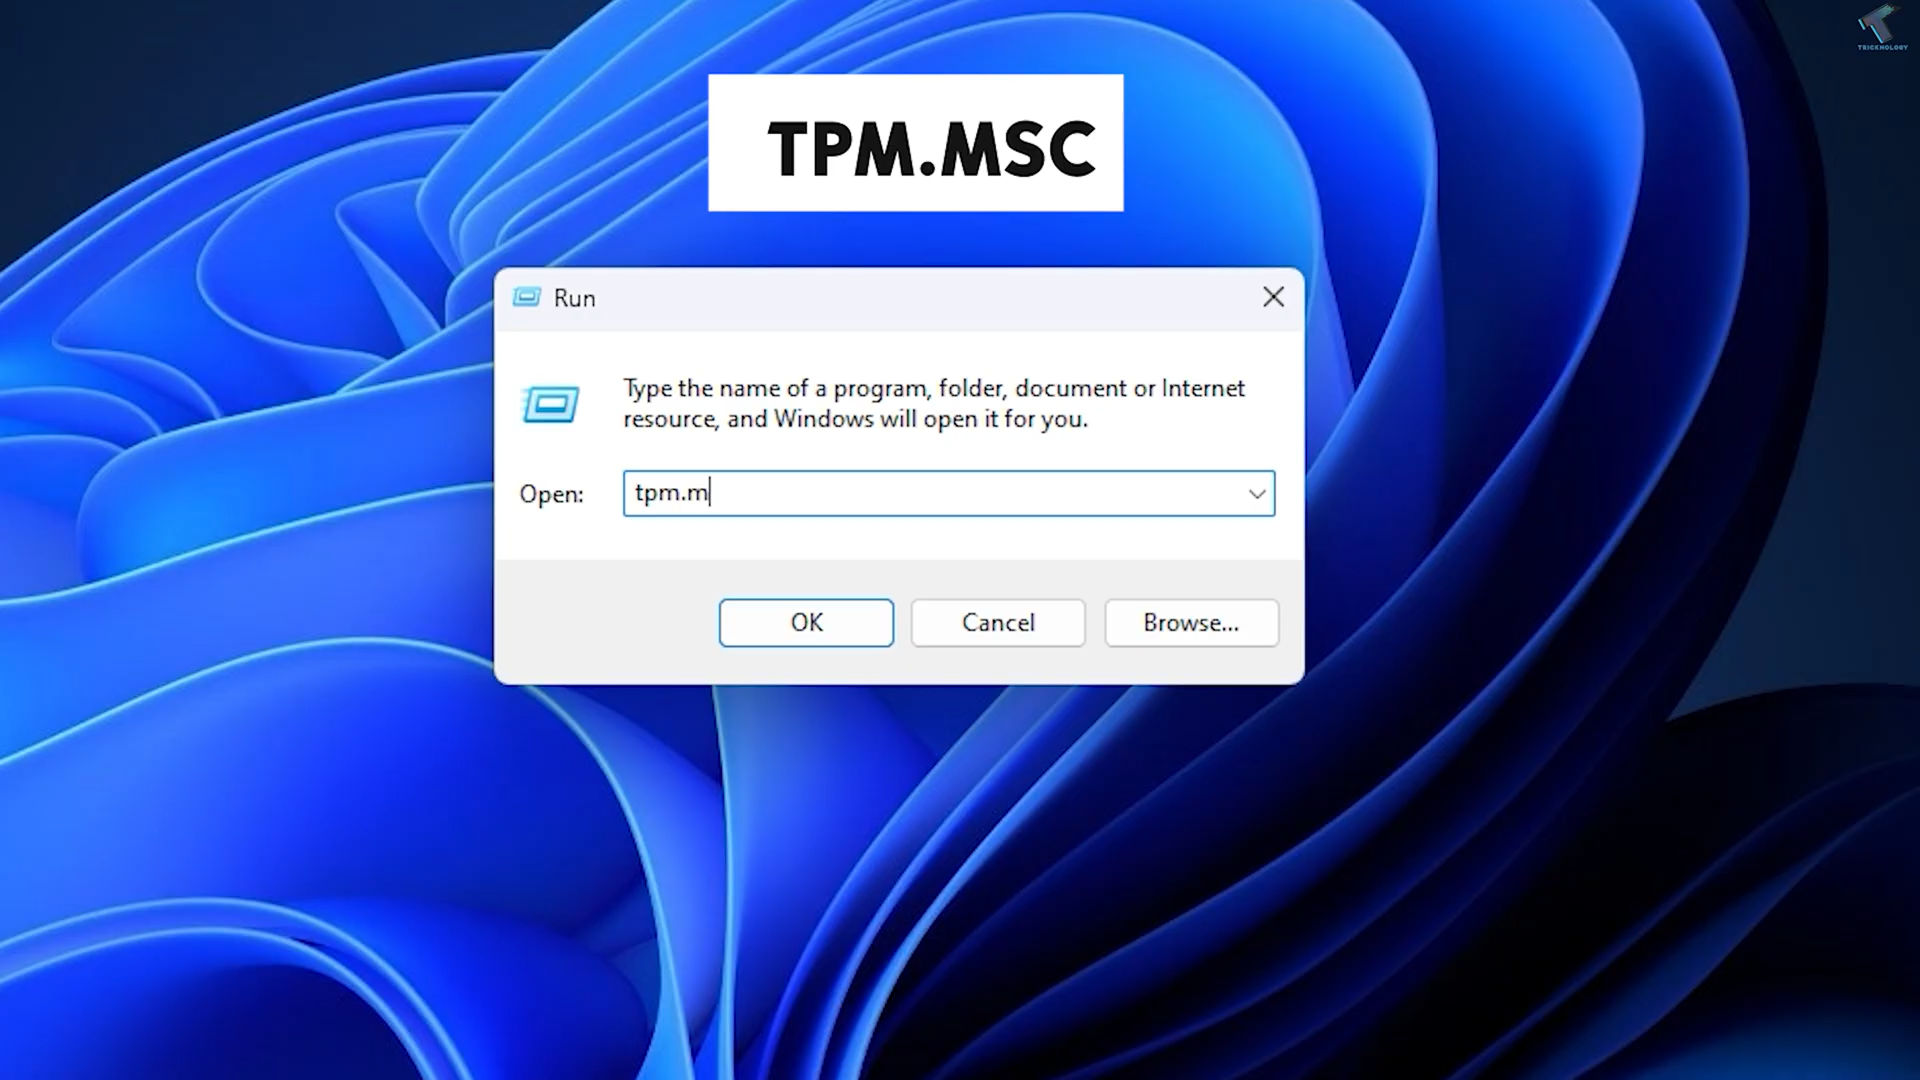 TRICKNOLOGY
TPM.MSC
Run
Type the name of a program, folder, document or Internet
resource, and Windows will open it for you.
Open: tpm.m
OK Cancel Browse...